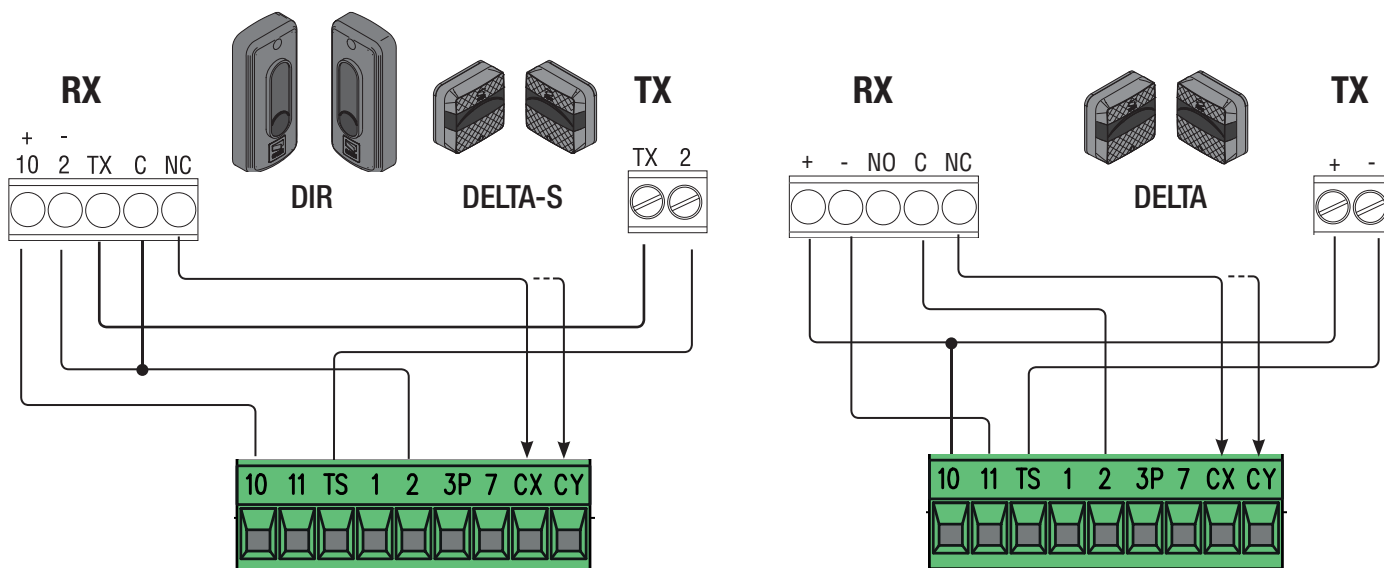 RX
+ -
10 2 TX C NC
DIR
DELTA-S
TX
TX 2
10 11 TS 1 2 3P 7 CX CY
RX
+ - NO C NC
DELTA
TX
+ -
10 11 TS 1 2 3P 7 CX CY